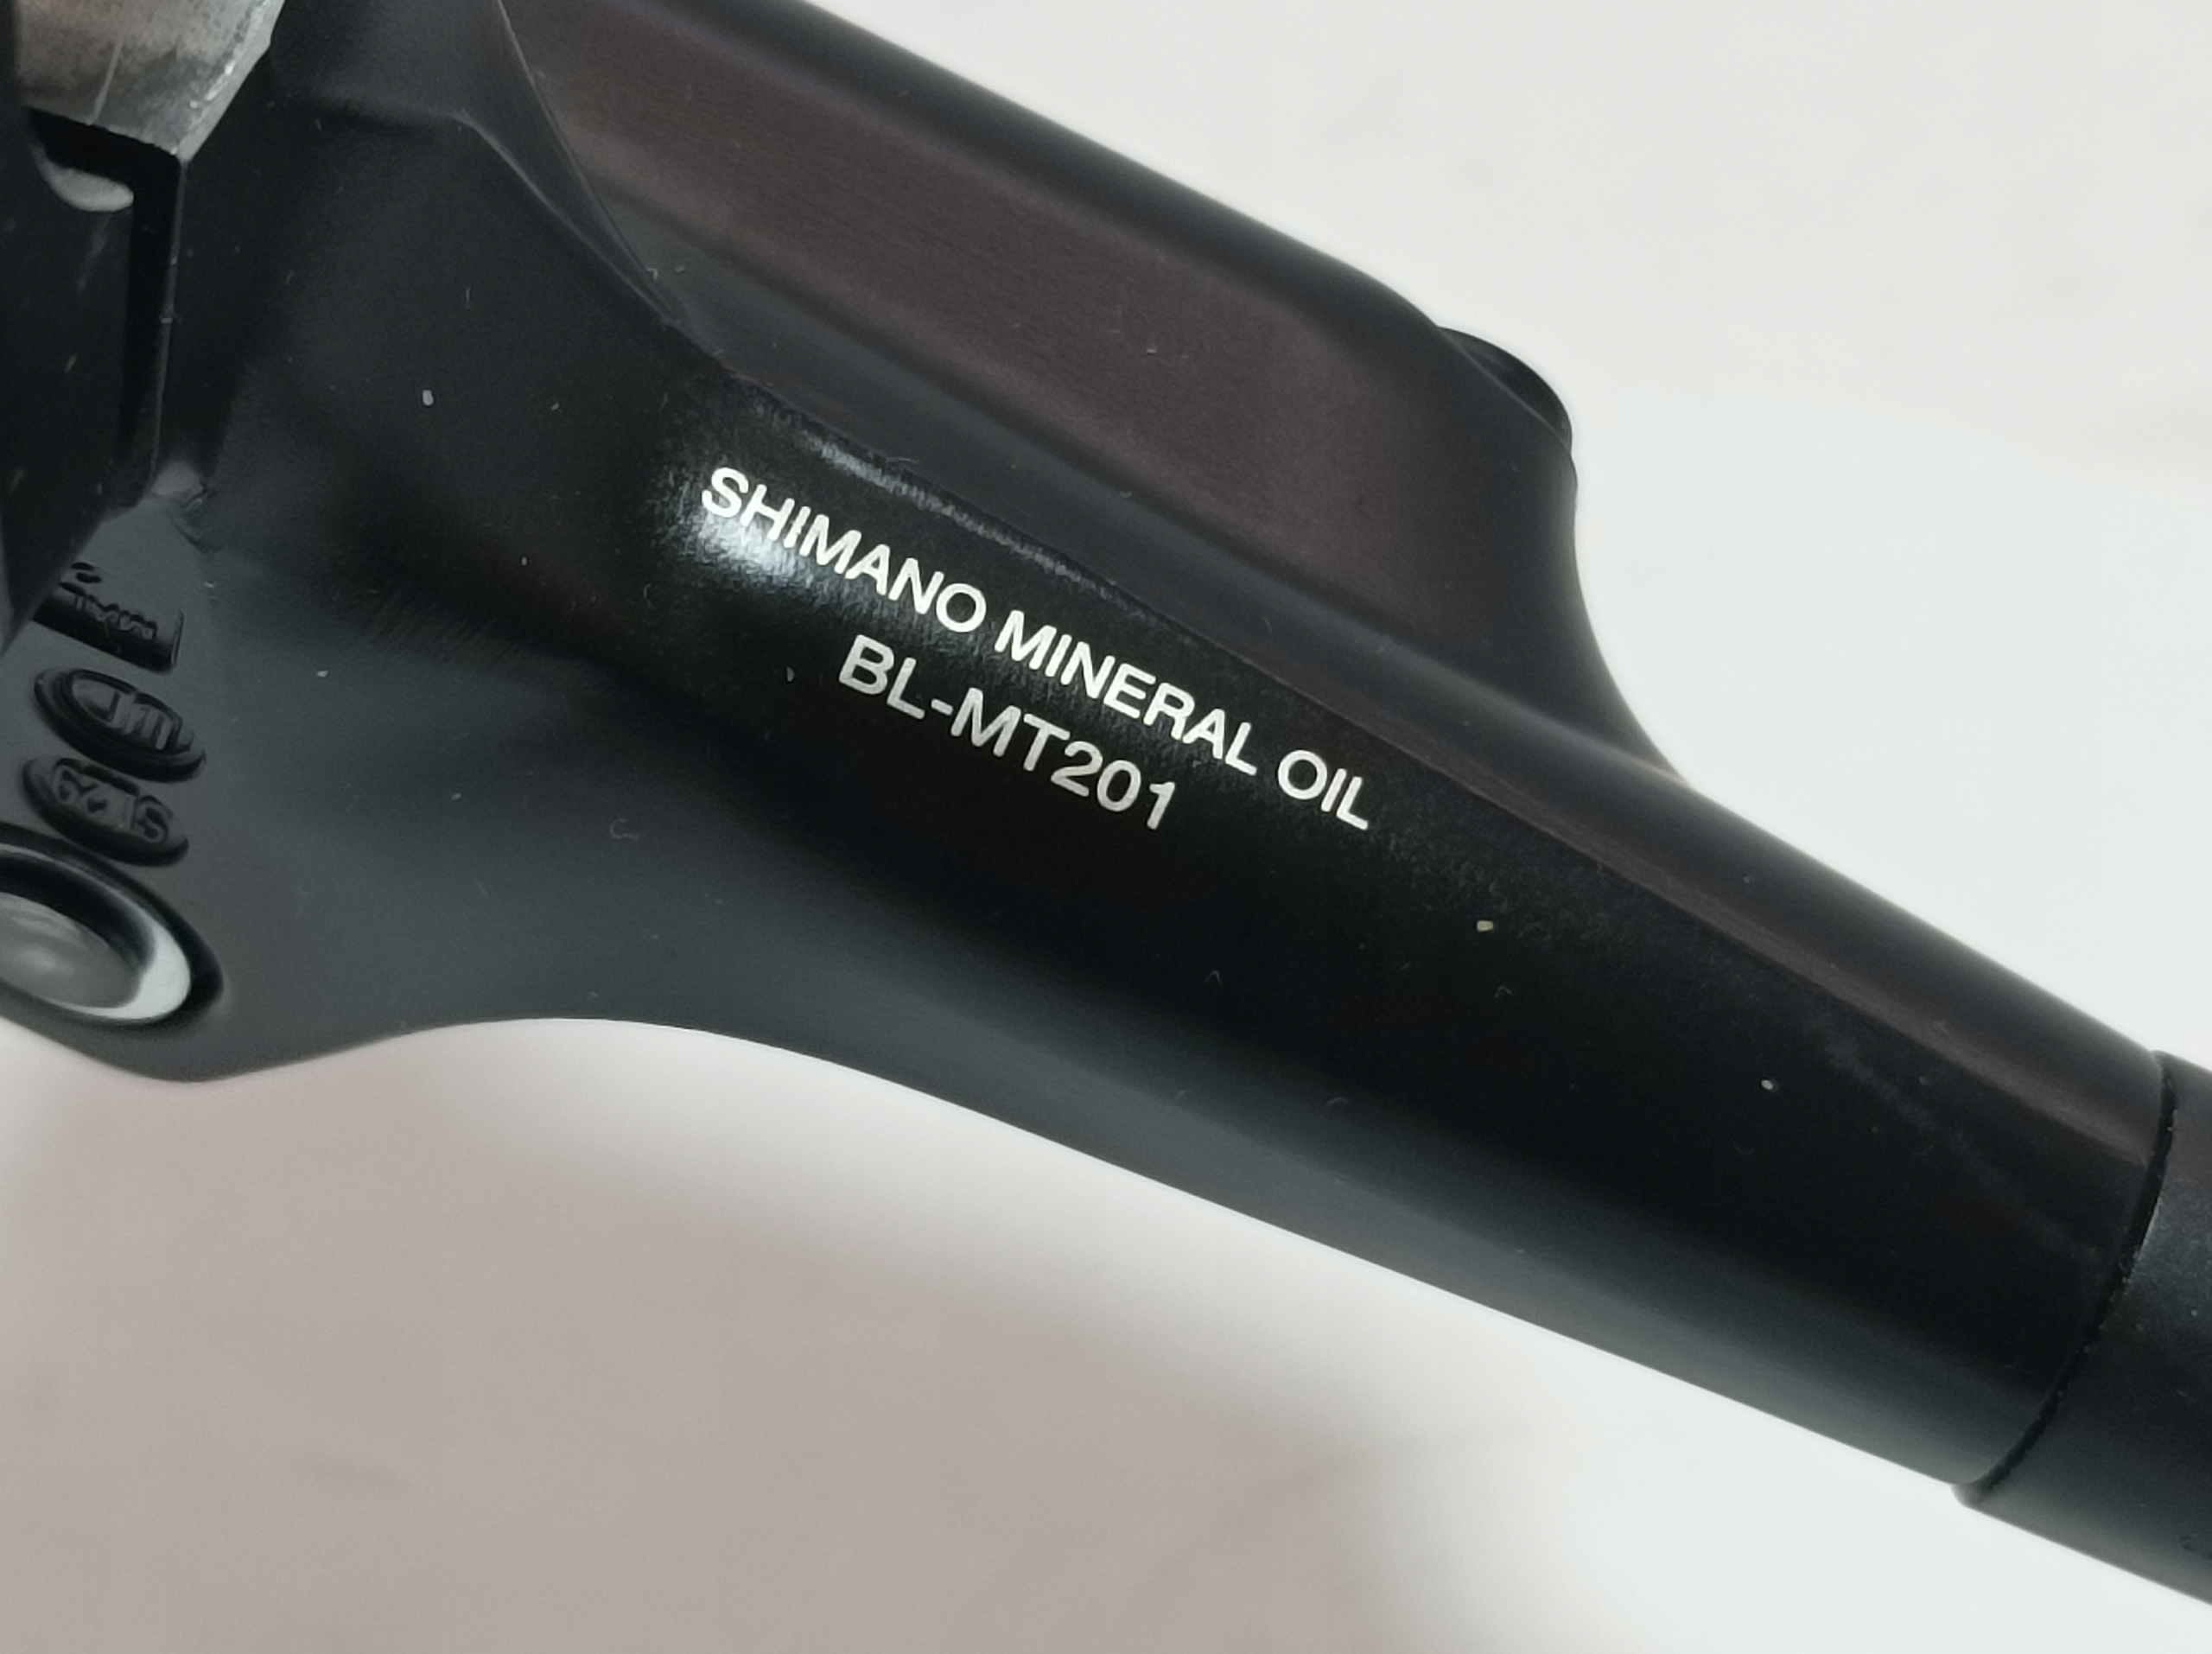 SHIMANO MINERAL OIL
BL-MT201